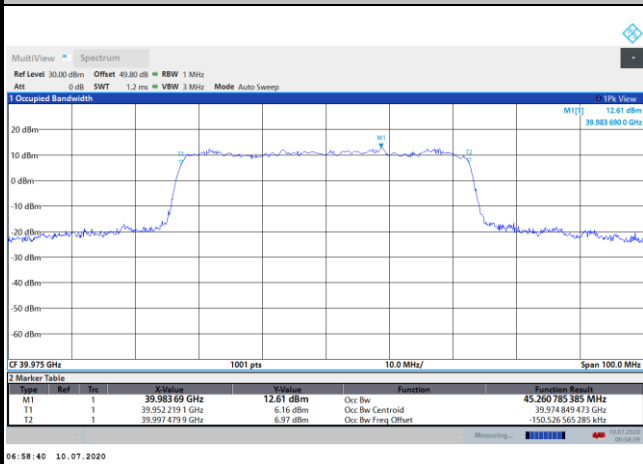 MultiView Spectrum
Ref Level 30.00 dBm Offset 49.80 dB RBW 1 MHz
Att 0 dB SWT 1.2 ms VBW 3 MHz Mode Auto Sweep
1 Occupied Bandwidth 1Pk View
M1[1] 12.61 dBm
39.983 690 0 GHz
20 dBm
M1
T1 T2
10 dBm
0 dBm
-10 dBm
-20 dBm
-30 dBm
-40 dBm
-50 dBm
-60 dBm
CF 39.975 GHz 1001 pts 10.0 MHz/ Span 100.0 MHz
2 Marker Table
Type Ref Trc X-Value Y-Value Function Function Result
M1 1 39.983 69 GHz 12.61 dBm Occ Bw 45.260 785 385 MHz
T1 1 39.952 219 1 GHz 6.16 dBm Occ Bw Centroid 39.974 849 473 GHz
T2 1 39.997 479 9 GHz 6.97 dBm Occ Bw Freq Offset -150.526 565 285 kHz
Measuring... 10.07.2020
06:58:39
06:58:40 10.07.2020